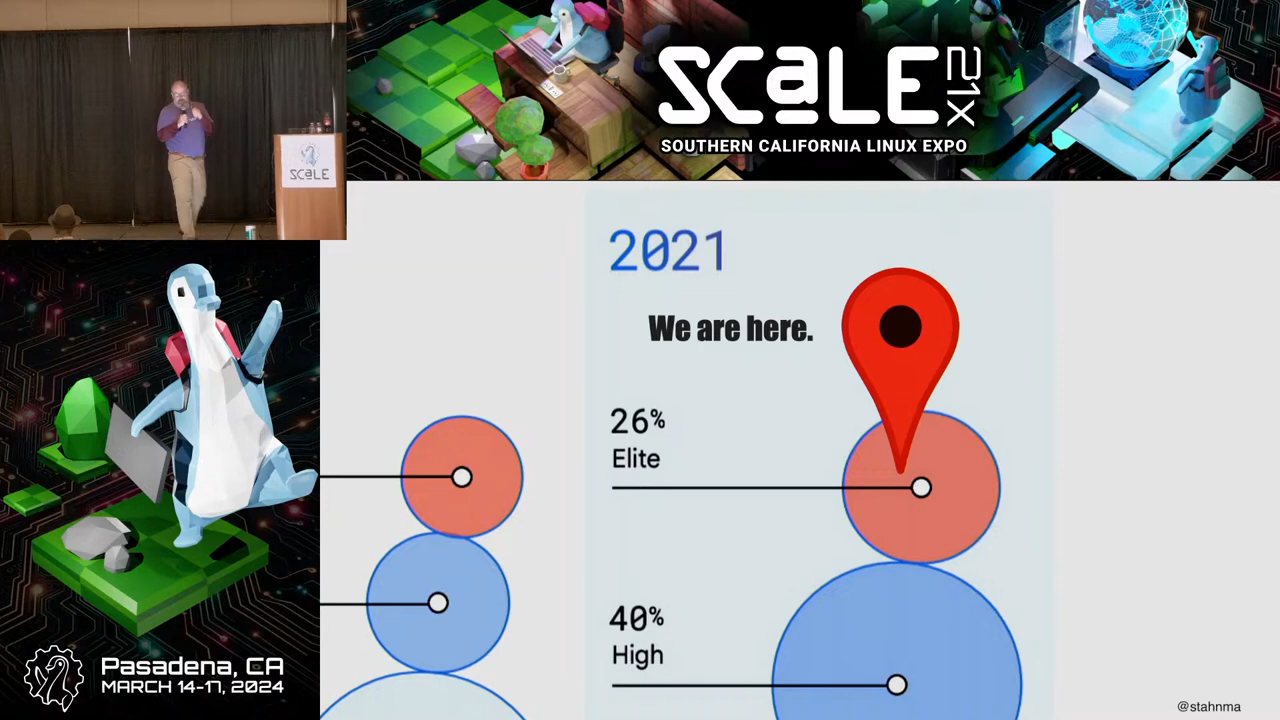 SCaLE 21X
SOUTHERN CALIFORNIA LINUX EXPO
SCaLE
2021
We are here.
26%
Elite
40%
High
Pasadena, CA
MARCH 14-17, 2024
@stahnma